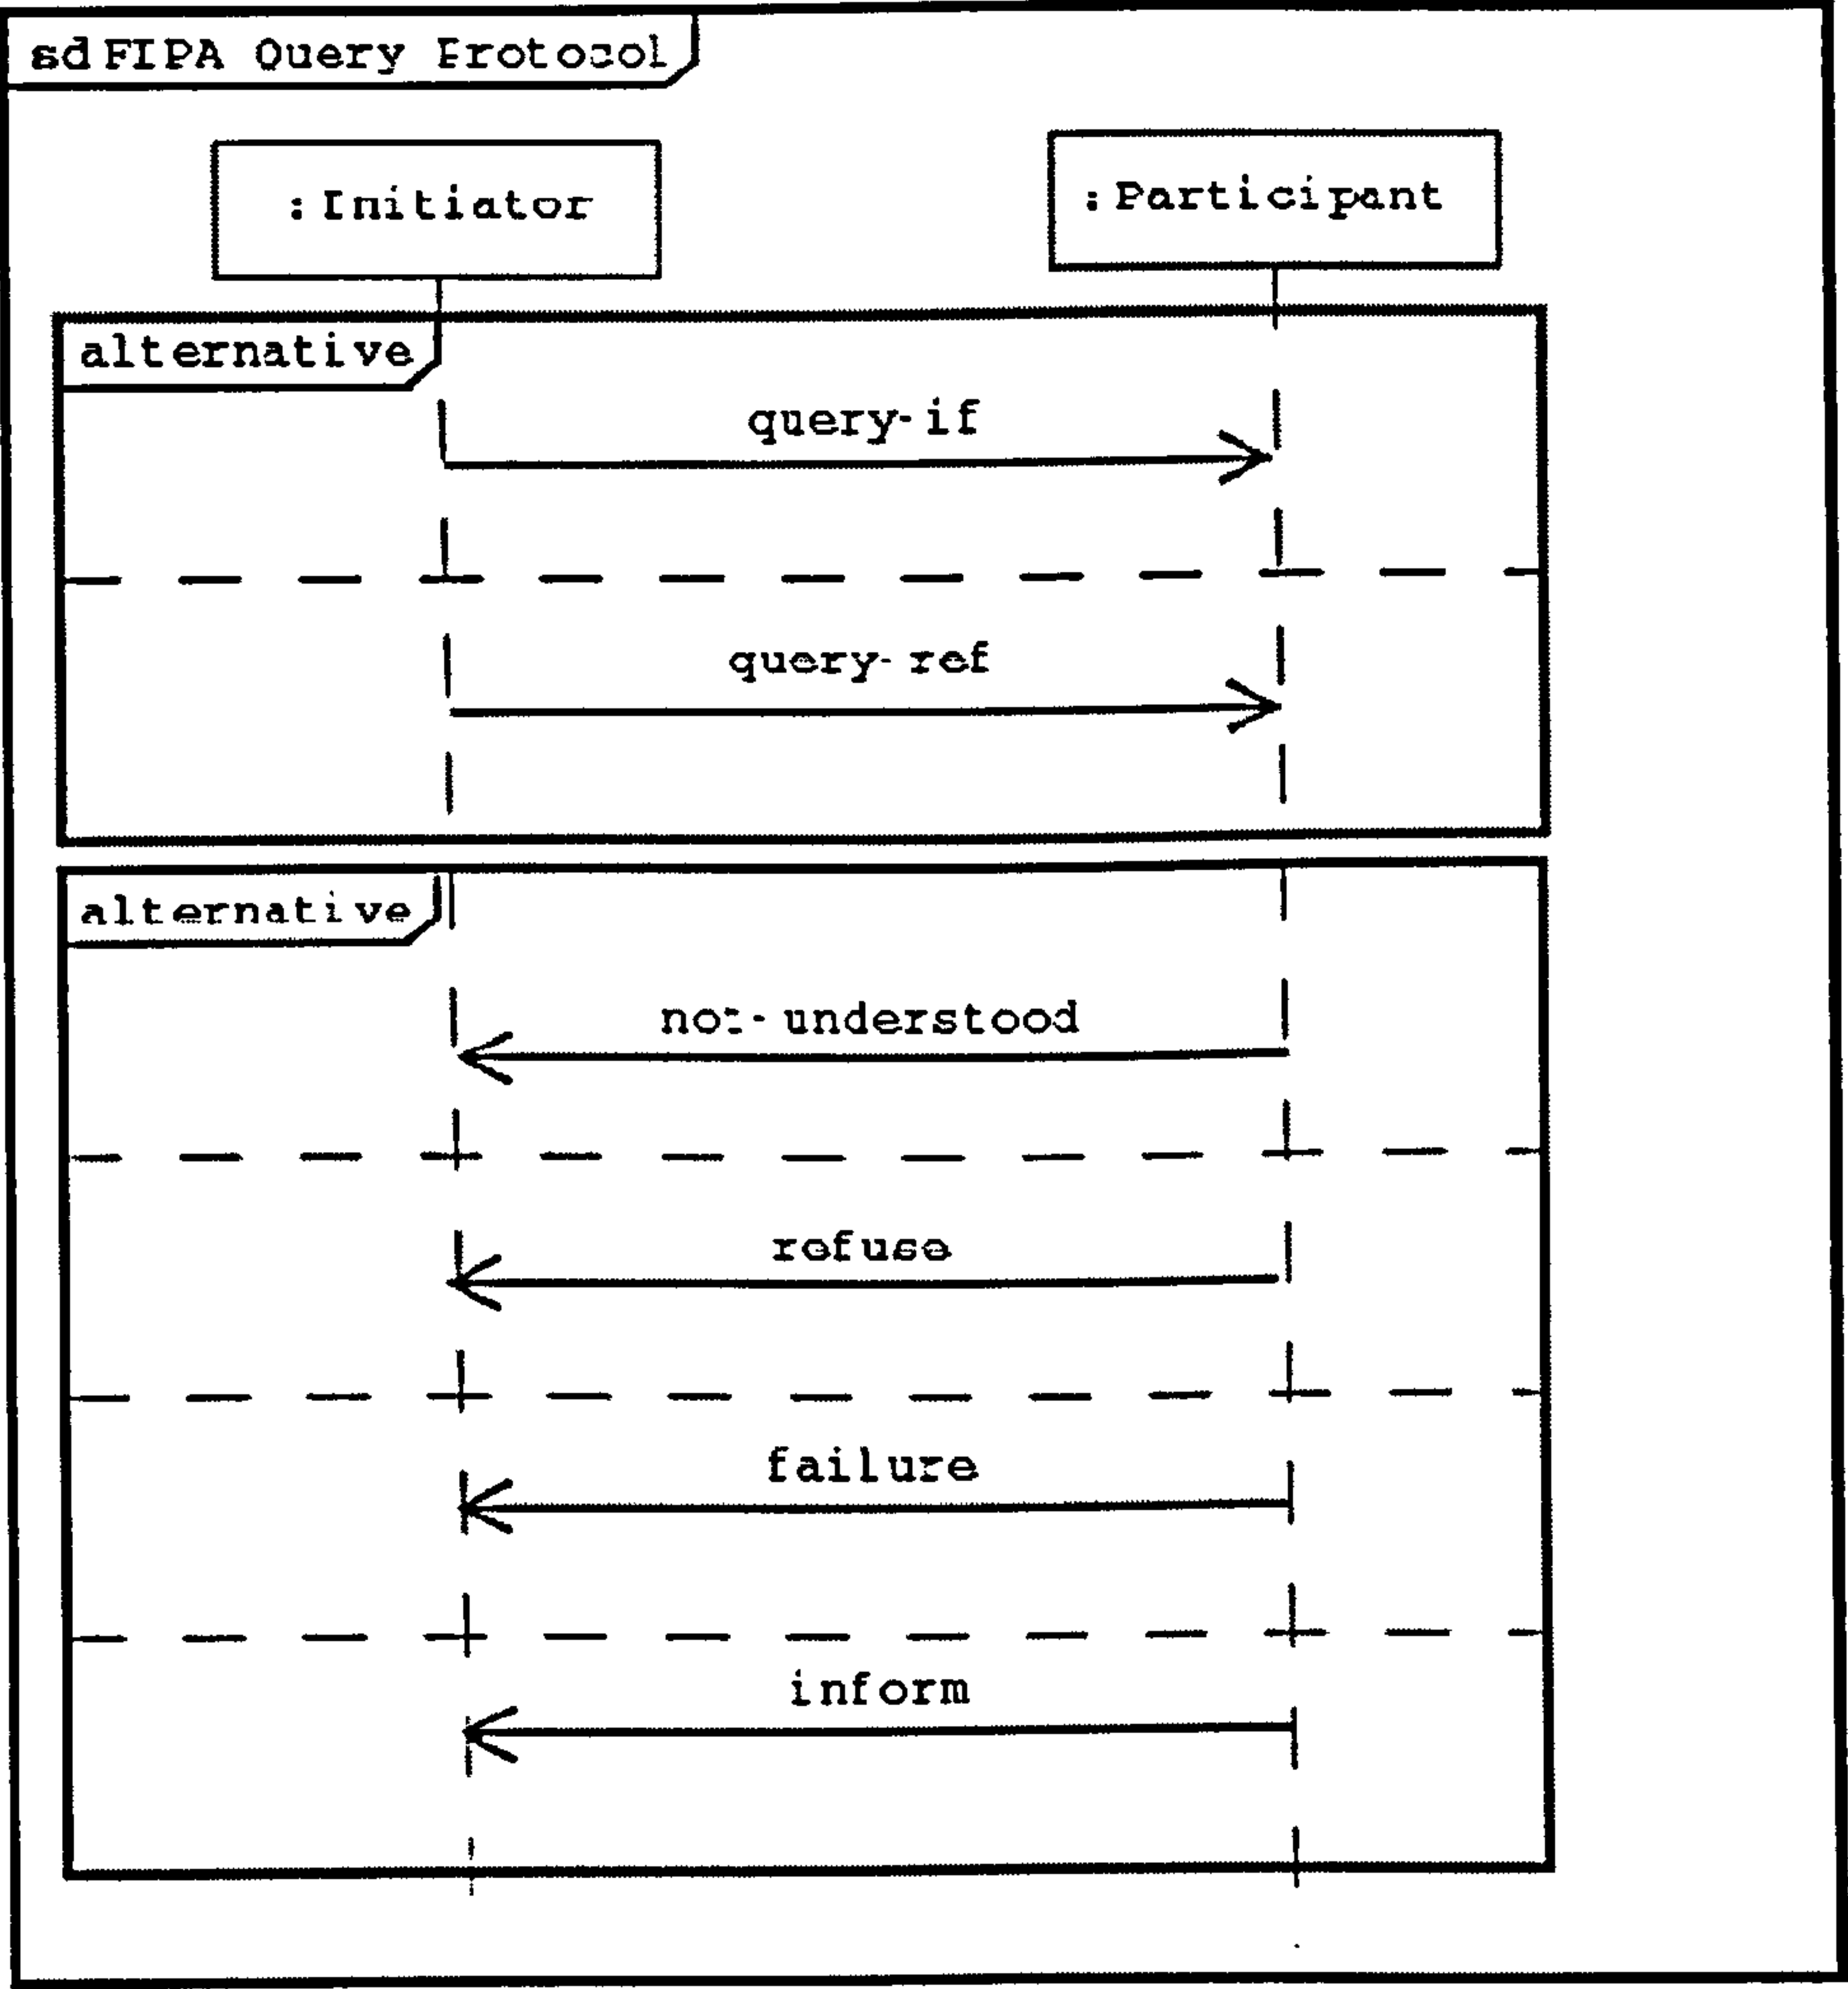 sd FIPA Query Protocol
:Initiator
:Participant
alternative
query-if
query-ref
alternative
not-understood
refuse
failure
inform